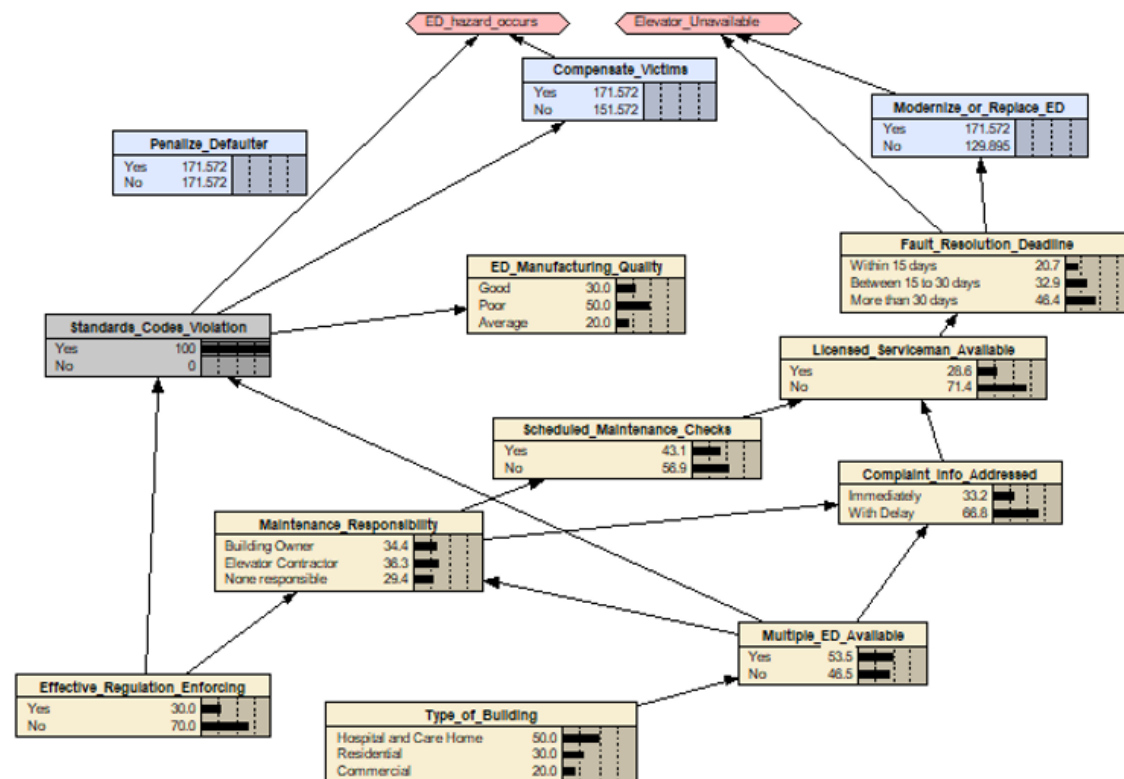 ED_hazard_occurs
Elevator_Unavailable
Compensate_Victims
Yes 171.572
No 151.572
Modernize_or_Replace_ED
Yes 171.572
No 129.895
Penalize_Defaulter
Yes 171.572
No 171.572
Fault_Resolution_Deadline
Within 15 days 20.7
Between 15 to 30 days 32.9
More than 30 days 46.4
ED_Manufacturing_Quality
Good 30.0
Poor 50.0
Average 20.0
Standards_Codes_Violation
Yes 100
No 0
Licensed_Serviceman_Available
Yes 28.6
No 71.4
Scheduled_Maintenance_Checks
Yes 43.1
No 56.9
Complaint_Info_Addressed
Immediately 33.2
With Delay 66.8
Maintenance_Responsibility
Building Owner 34.4
Elevator Contractor 36.3
None responsible 29.4
Multiple_ED_Available
Yes 53.5
No 46.5
Effective_Regulation_Enforcing
Yes 30.0
No 70.0
Type_of_Building
Hospital and Care Home 50.0
Residential 30.0
Commercial 20.0